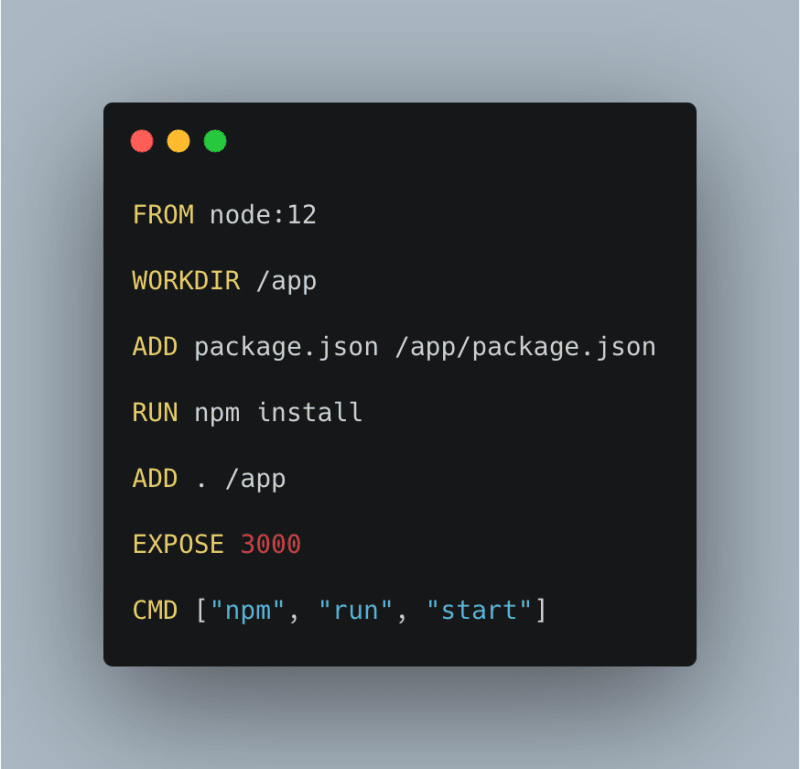 FROM node:12
WORKDIR /app
ADD package.json /app/package.json
RUN npm install
ADD . /app
EXPOSE 3000
CMD ["npm", "run", "start"]